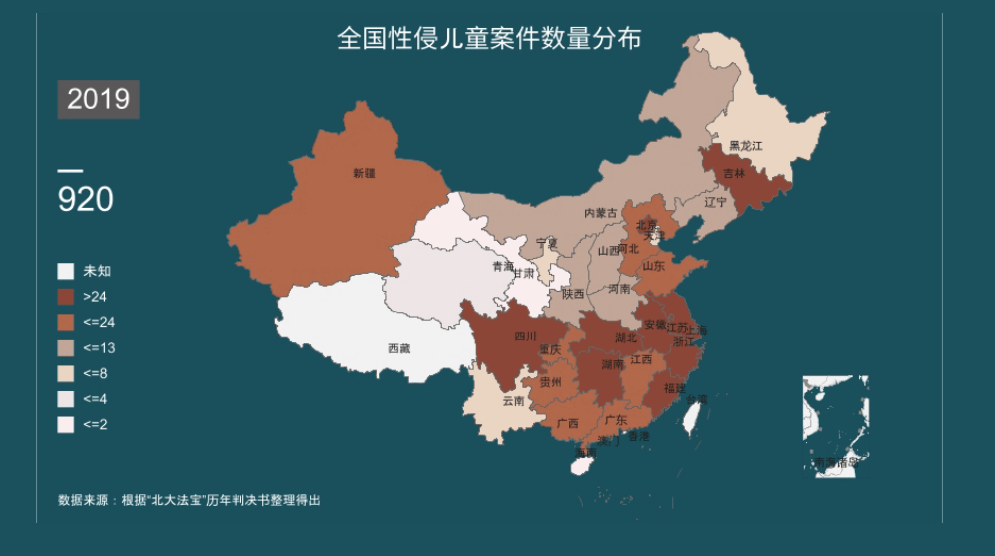 全国性侵儿童案件数量分布
2019
920
未知
>24
<=24
<=13
<=8
<=4
<=2
黑龙江
吉林
新疆
辽宁
内蒙古
北京
天津
宁夏
山西
河北
青海
甘肃
山东
陕西
河南
安徽
江苏
上海
四川
湖北
浙江
重庆
西藏
湖南
江西
贵州
福建
云南
台湾
广西
广东
澳门
香港
海南
南海诸岛
数据来源：根据“北大法宝”历年判决书整理得出